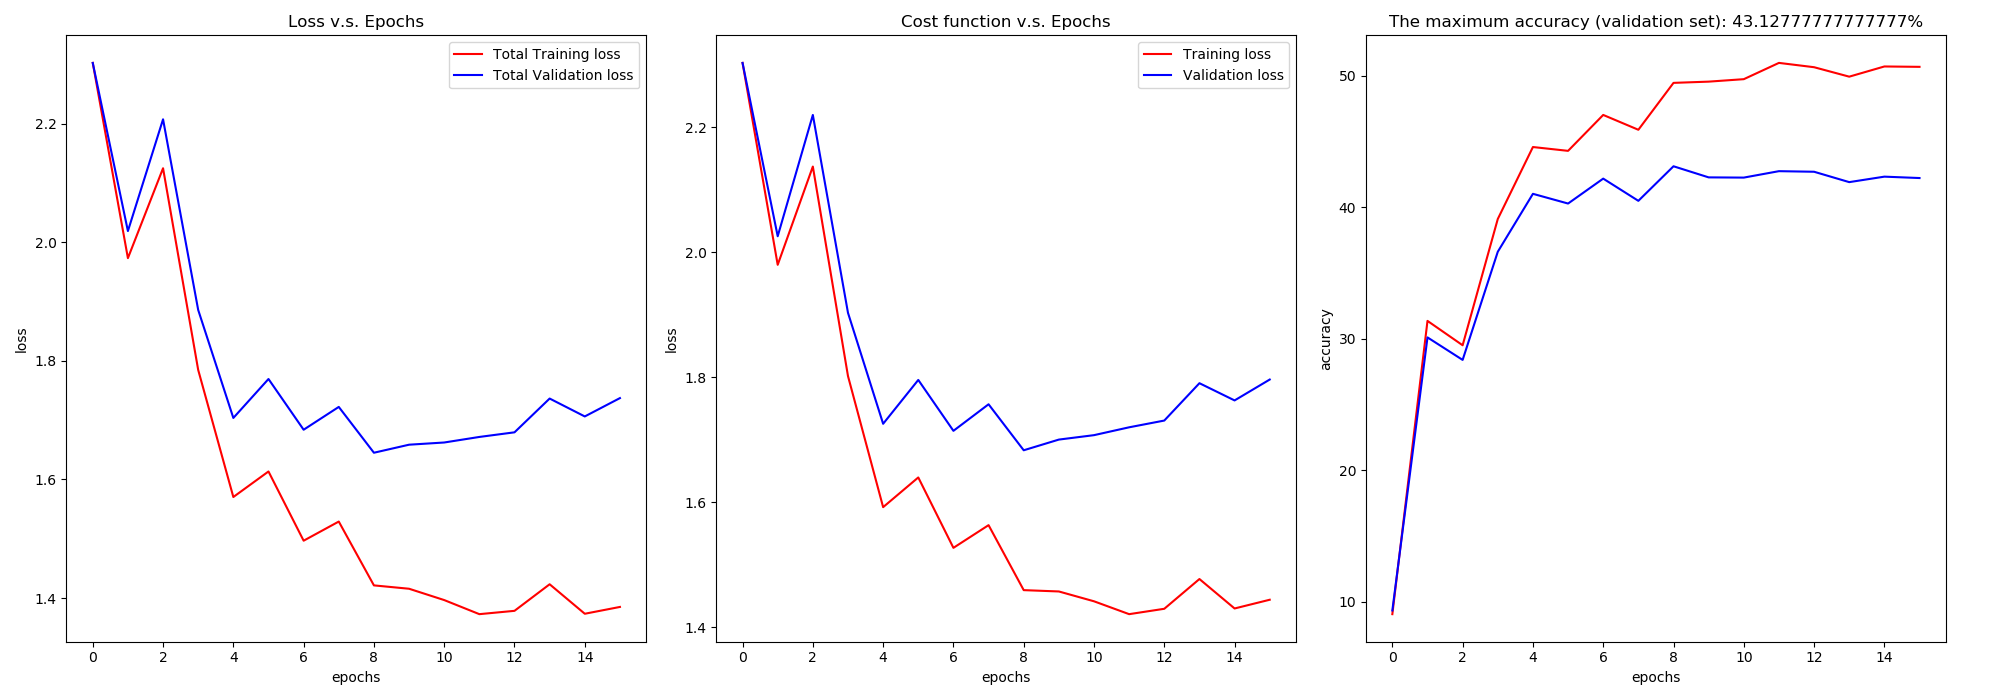 Loss v.s. Epochs
Total Training loss
Total Validation loss
loss
2.2
2.0
1.8
1.6
1.4
0 2 4 6 8 10 12 14
epochs
Cost function v.s. Epochs
Training loss
Validation loss
loss
2.2
2.0
1.8
1.6
1.4
0 2 4 6 8 10 12 14
epochs
The maximum accuracy (validation set): 43.12777777777777%
accuracy
50
40
30
20
10
0 2 4 6 8 10 12 14
epochs